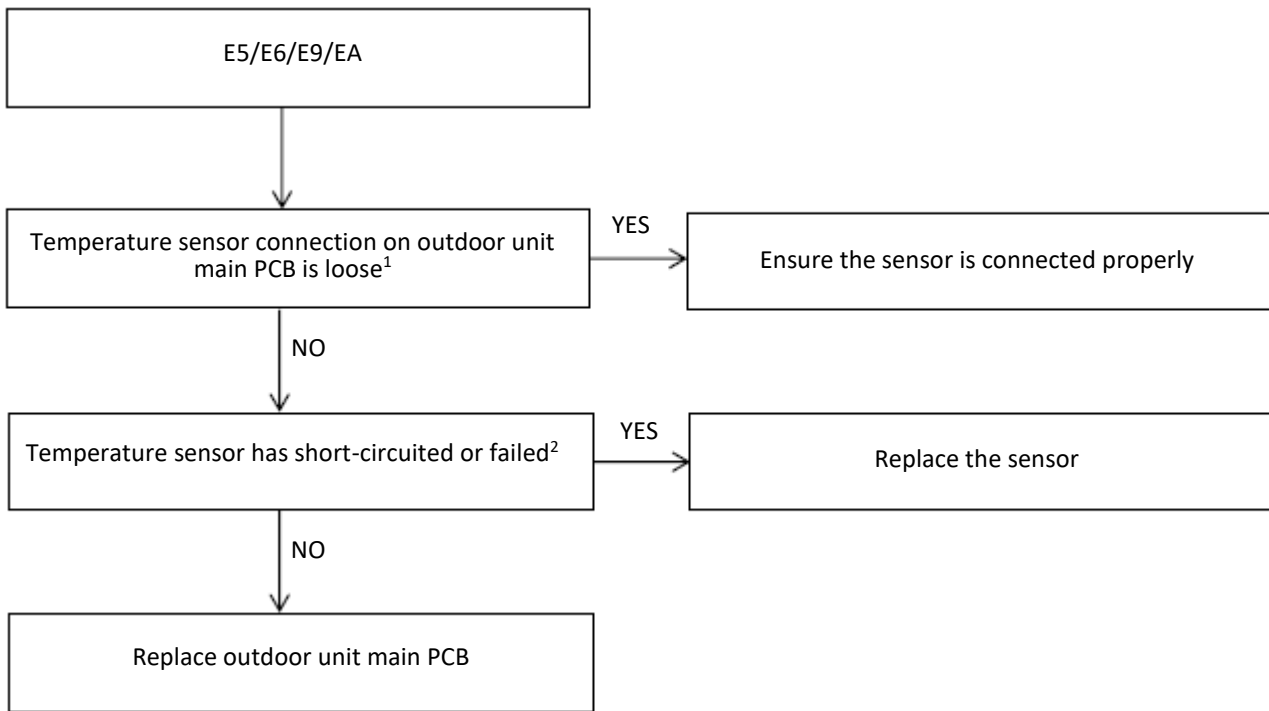 E5/E6/E9/EA
Temperature sensor connection on outdoor unit
main PCB is loose¹
YES
Ensure the sensor is connected properly
NO
Temperature sensor has short-circuited or failed²
YES
Replace the sensor
NO
Replace outdoor unit main PCB